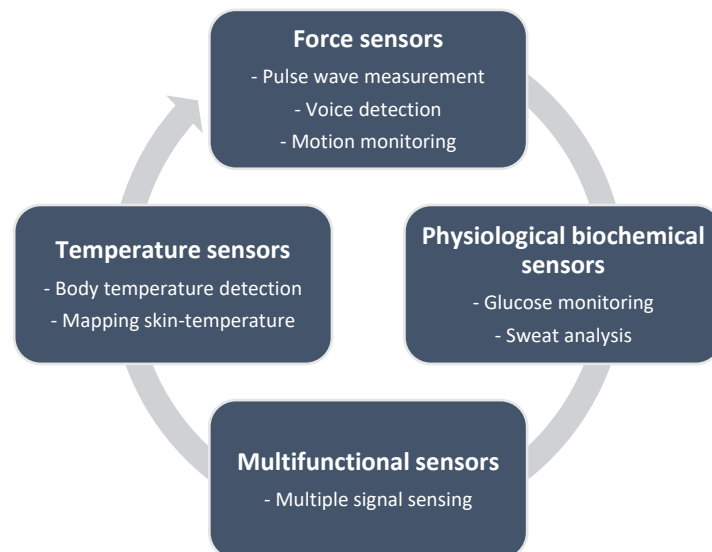 Force sensors
- Pulse wave measurement
- Voice detection
- Motion monitoring
Temperature sensors
- Body temperature detection
- Mapping skin-temperature
Physiological biochemical
sensors
- Glucose monitoring
- Sweat analysis
Multifunctional sensors
- Multiple signal sensing